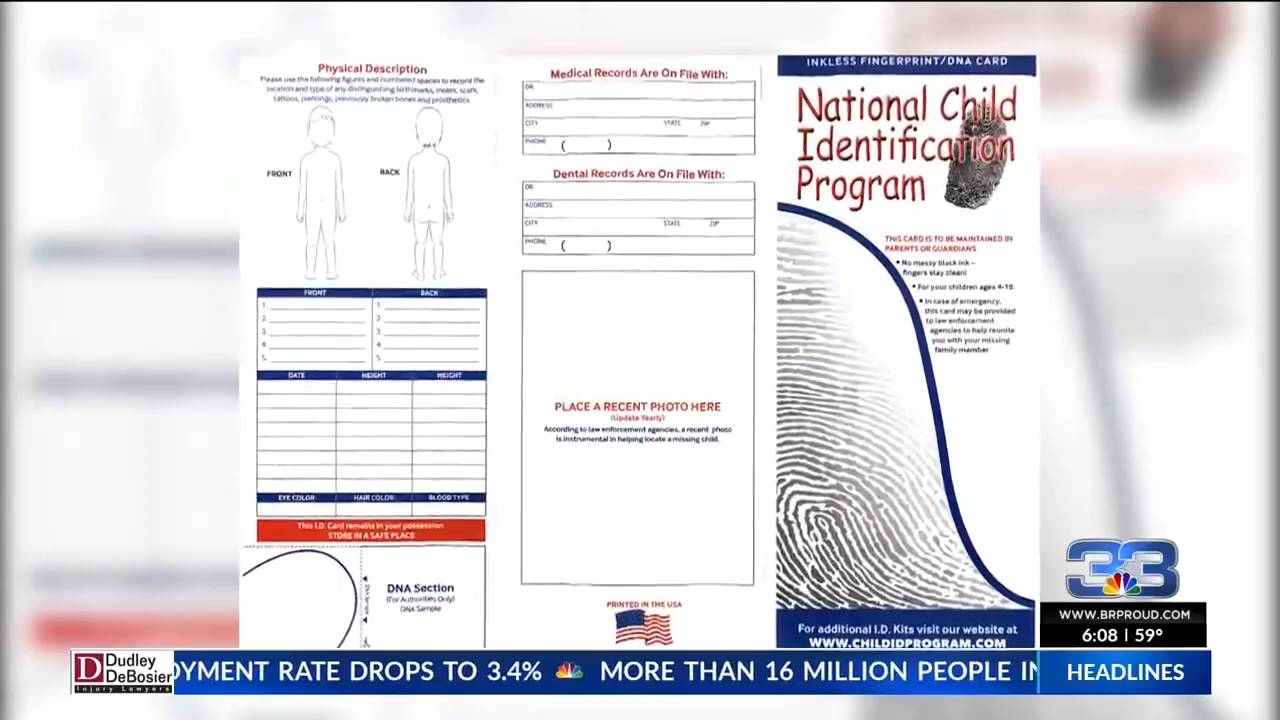 Physical Description
Please use the following figures and numbered spaces to record the
location and type of any distinguishing birthmarks, moles, scars,
tattoos, piercings, previously broken bones and prosthetics.
FRONT
BACK
FRONT BACK
1. 1.
2. 2.
3. 3.
4. 4.
5. 5.
DATE HEIGHT WEIGHT
EYE COLOR HAIR COLOR BLOOD TYPE
This I.D. Card remains in your possession
STORE IN A SAFE PLACE
DNA Section
(For Authorities Only)
DNA Sample
Medical Records Are On File With:
DR.
ADDRESS
CITY STATE ZIP
PHONE ( )
Dental Records Are On File With:
DR.
ADDRESS
CITY STATE ZIP
PHONE ( )
PLACE A RECENT PHOTO HERE
(Update Yearly)
According to law enforcement agencies, a recent photo
is instrumental in helping locate a missing child.
PRINTED IN THE USA
INKLESS FINGERPRINT/DNA CARD
National Child
Identification
Program
THIS CARD IS TO BE MAINTAINED BY
PARENTS OR GUARDIANS
• No messy black ink –
fingers stay clean!
• For your children ages 4-18.
• In case of emergency,
this card may be provided
to law enforcement
agencies to help reunite
you with your missing
family member
For additional I.D. Kits visit our website at
WWW.CHILDIDPROGRAM.COM
33
WWW.BRPROUD.COM
6:08 59°
D Dudley
DeBosier
Injury Lawyers
OYMENT RATE DROPS TO 3.4% MORE THAN 16 MILLION PEOPLE IN
HEADLINES